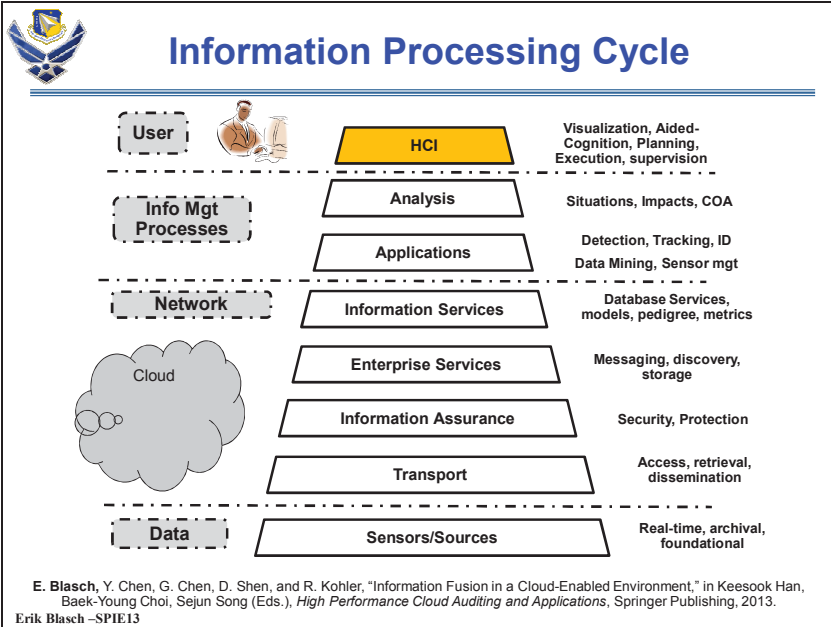 Information Processing Cycle
User
HCI
Visualization, Aided-
Cognition, Planning,
Execution, supervision
Info Mgt
Processes
Analysis
Situations, Impacts, COA
Applications
Detection, Tracking, ID
Data Mining, Sensor mgt
Network
Information Services
Database Services,
models, pedigree, metrics
Cloud
Enterprise Services
Messaging, discovery,
storage
Information Assurance
Security, Protection
Transport
Access, retrieval,
dissemination
Data
Sensors/Sources
Real-time, archival,
foundational
E. Blasch, Y. Chen, G. Chen, D. Shen, and R. Kohler, “Information Fusion in a Cloud-Enabled Environment,” in Keesook Han,
Baek-Young Choi, Sejun Song (Eds.), High Performance Cloud Auditing and Applications, Springer Publishing, 2013.
Erik Blasch –SPIE13